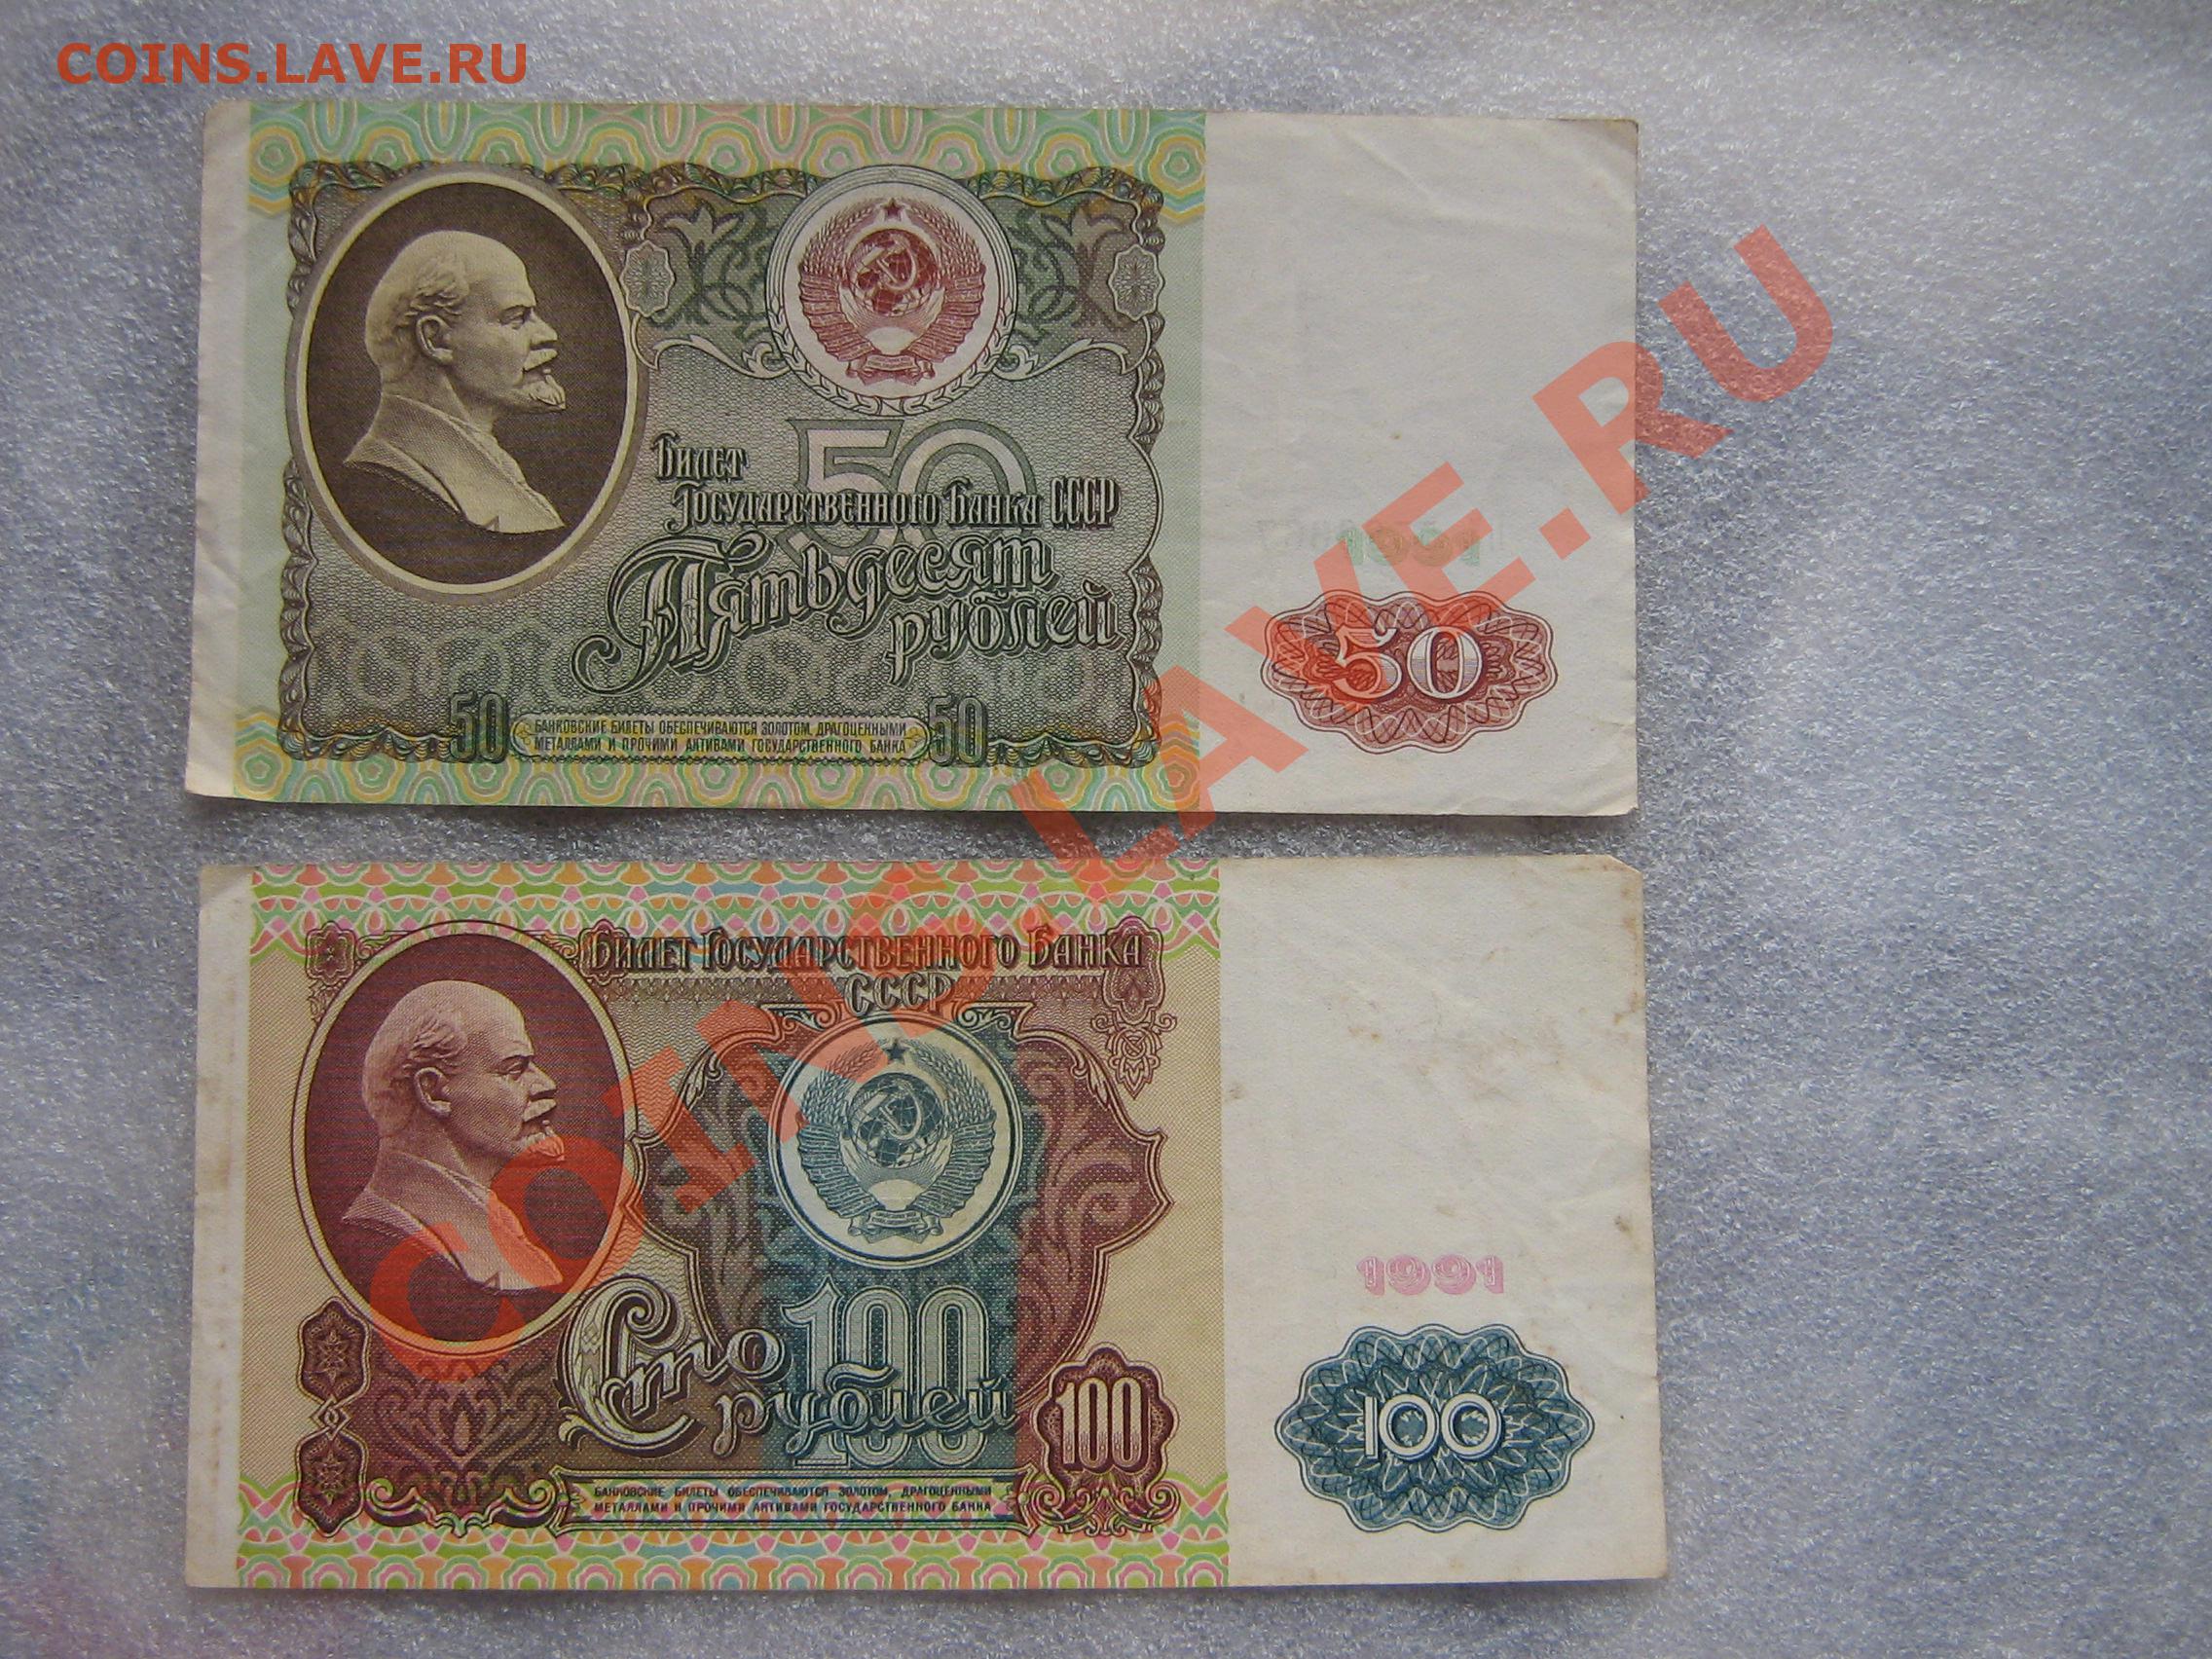 COINS.LAVE.RU
Билет
Государственного Банка СССР
50
Пятьдесят
рублей
50
БАНКОВСКИЕ БИЛЕТЫ ОБЕСПЕЧИВАЮТСЯ ЗОЛОТОМ, ДРАГОЦЕННЫМИ
МЕТАЛЛАМИ И ПРОЧИМИ АКТИВАМИ ГОСУДАРСТВЕННОГО БАНКА
50
50
Билет Государственного Банка
СССР
1991
Сто
рублей
100
100
100
БАНКОВСКИЕ БИЛЕТЫ ОБЕСПЕЧИВАЮТСЯ ЗОЛОТОМ, ДРАГОЦЕННЫМИ
МЕТАЛЛАМИ И ПРОЧИМИ АКТИВАМИ ГОСУДАРСТВЕННОГО БАНКА
COINS.LAVE.RU